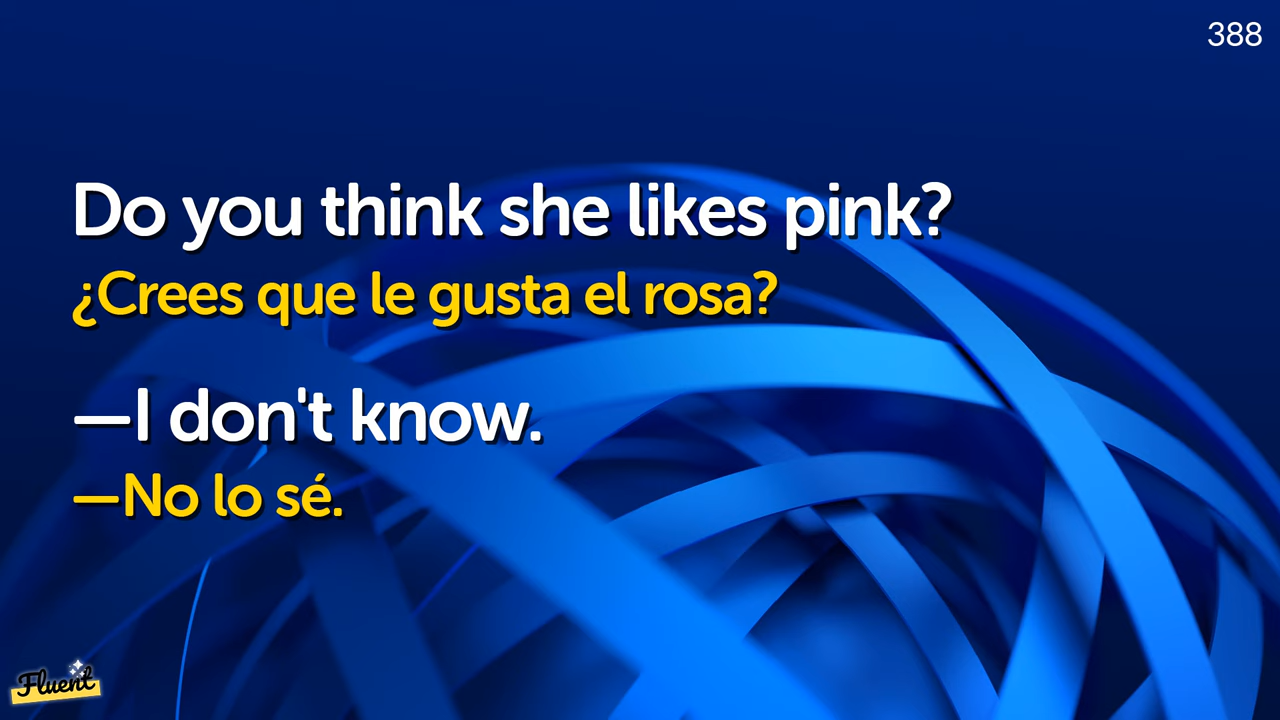 388
Do you think she likes pink?
¿Crees que le gusta el rosa?
—I don't know.
—No lo sé.
Fluent